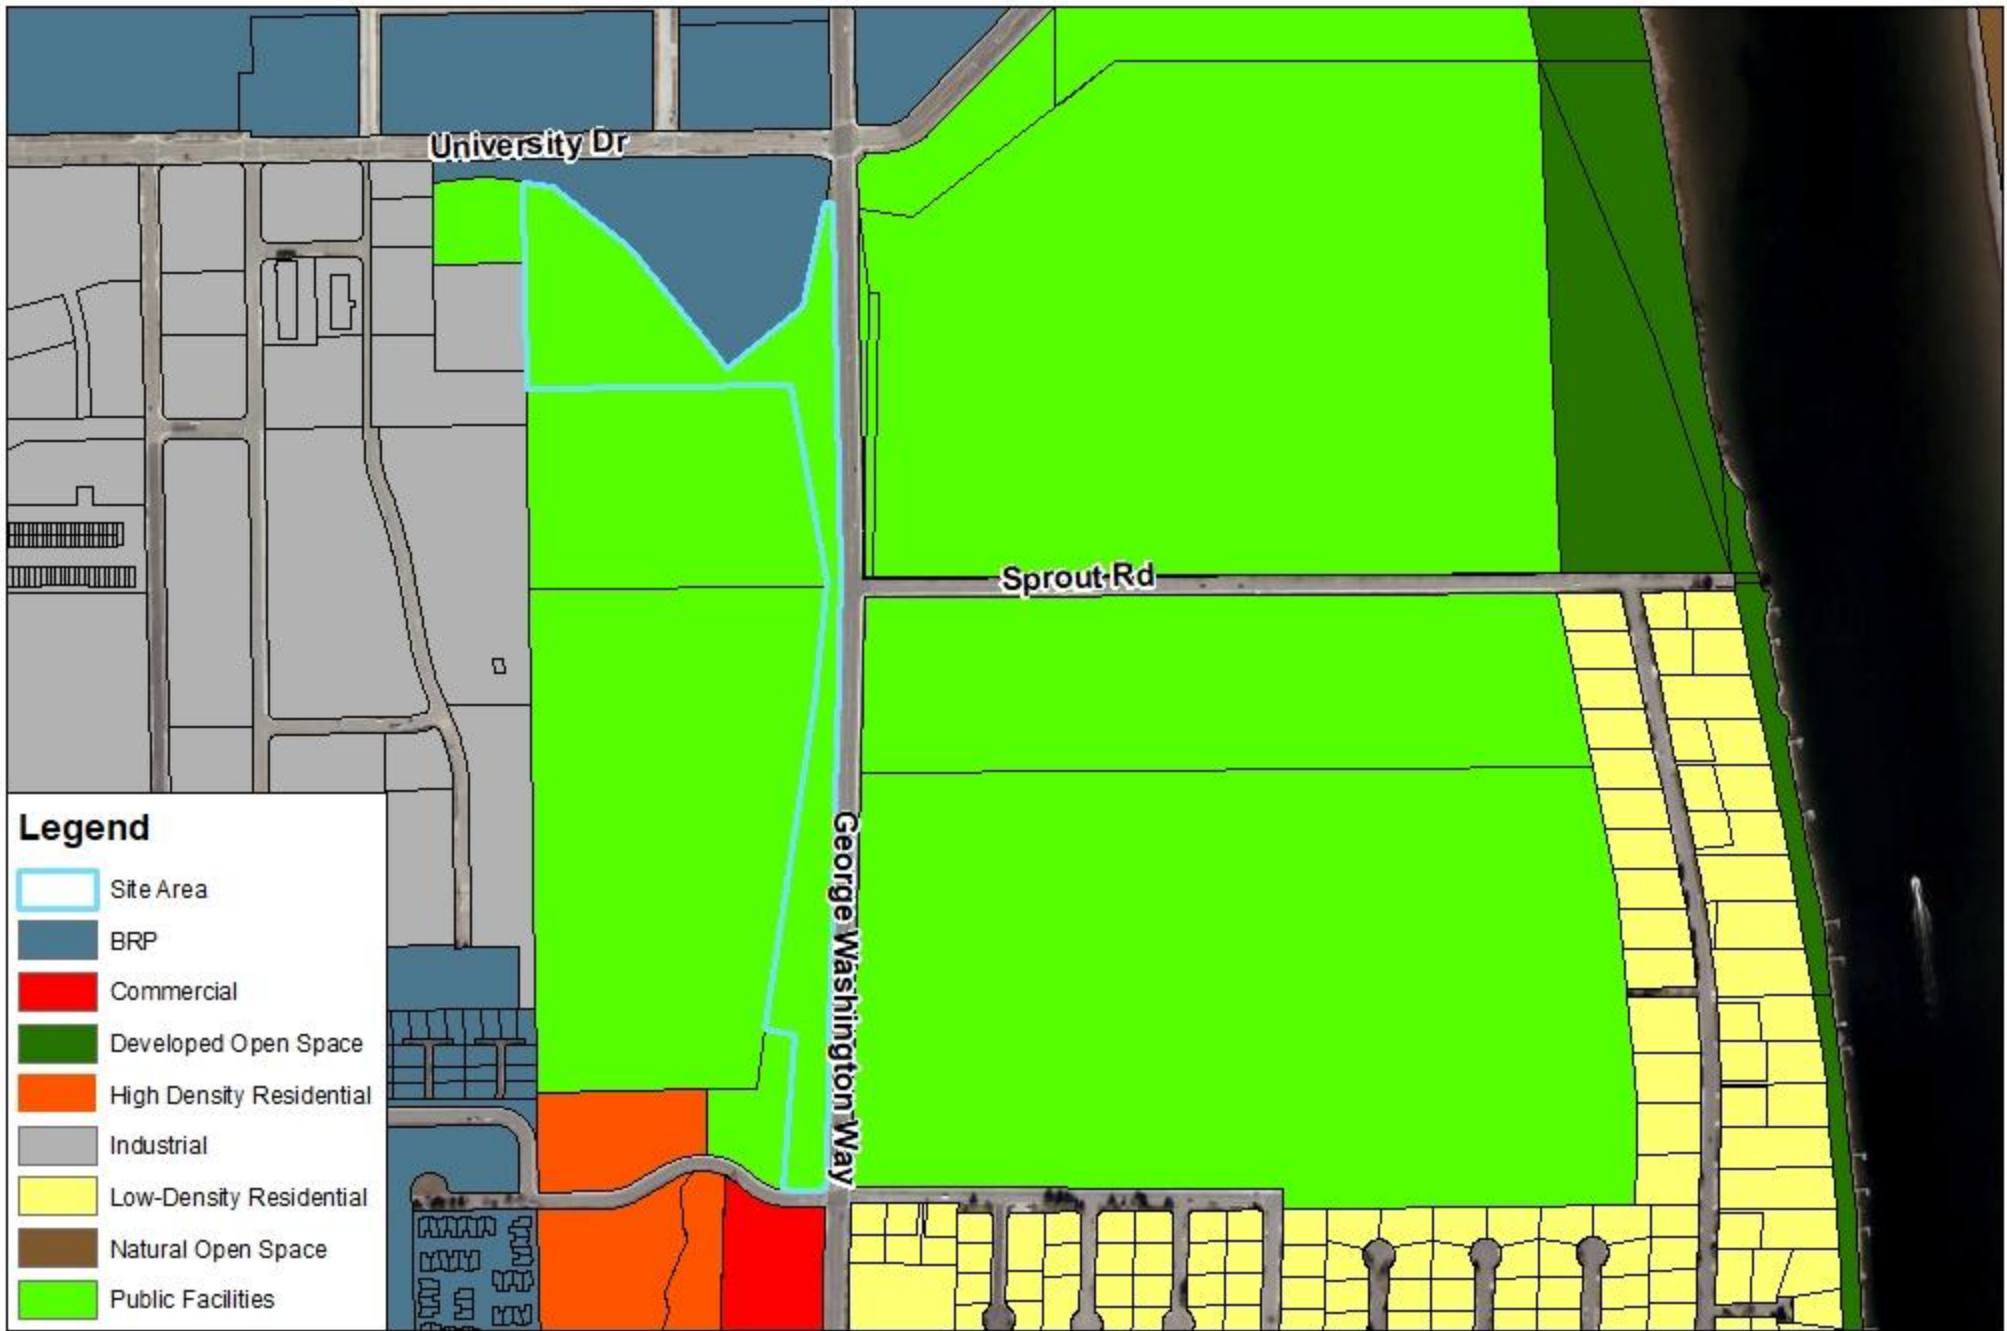 University Dr
Sprout Rd
George Washington Way
Legend
Site Area
BRP
Commercial
Developed Open Space
High Density Residential
Industrial
Low-Density Residential
Natural Open Space
Public Facilities